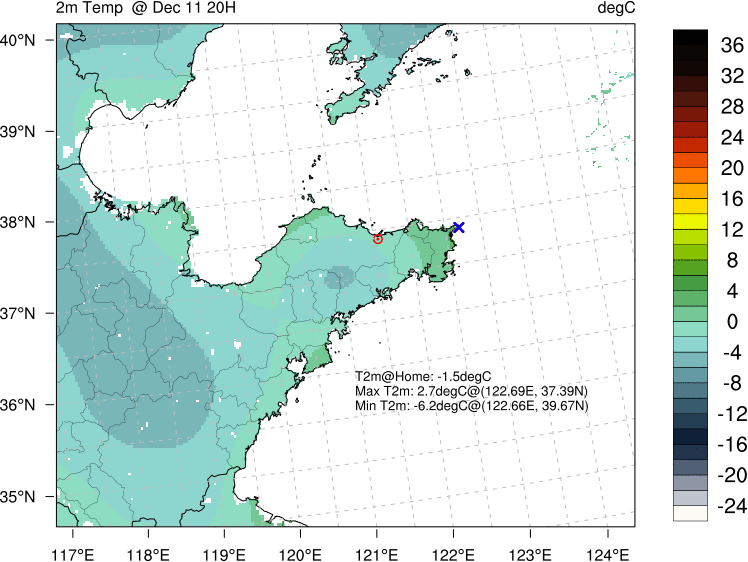 2m Temp @ Dec 11 20H degC
40°N
39°N
38°N
37°N
36°N
35°N
117°E 118°E 119°E 120°E 121°E 122°E 123°E 124°E
T2m@Home: -1.5degC
Max T2m: 2.7degC@(122.69E, 37.39N)
Min T2m: -6.2degC@(122.66E, 39.67N)
36
32
28
24
20
16
12
8
4
0
-4
-8
-12
-16
-20
-24